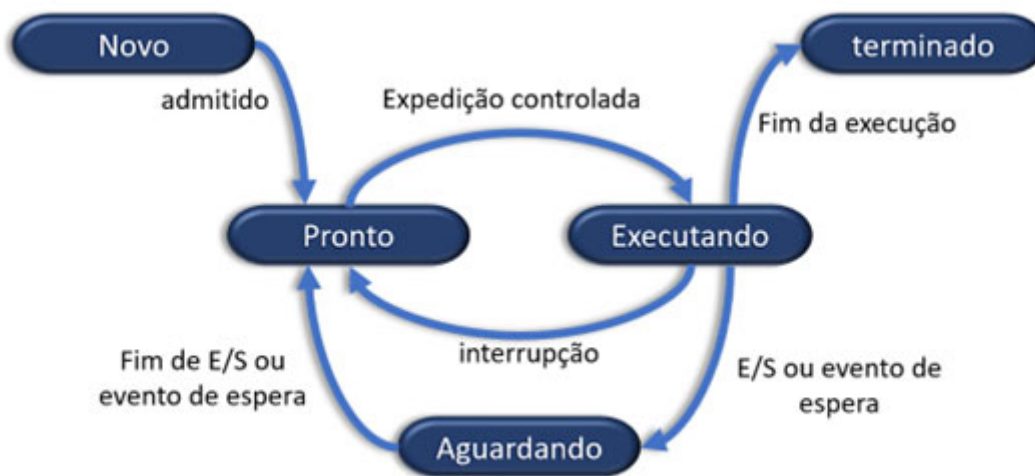 Novo
terminado
admitido
Expedição controlada
Fim da execução
Pronto
Executando
interrupção
Fim de E/S ou
evento de espera
E/S ou evento de
espera
Aguardando